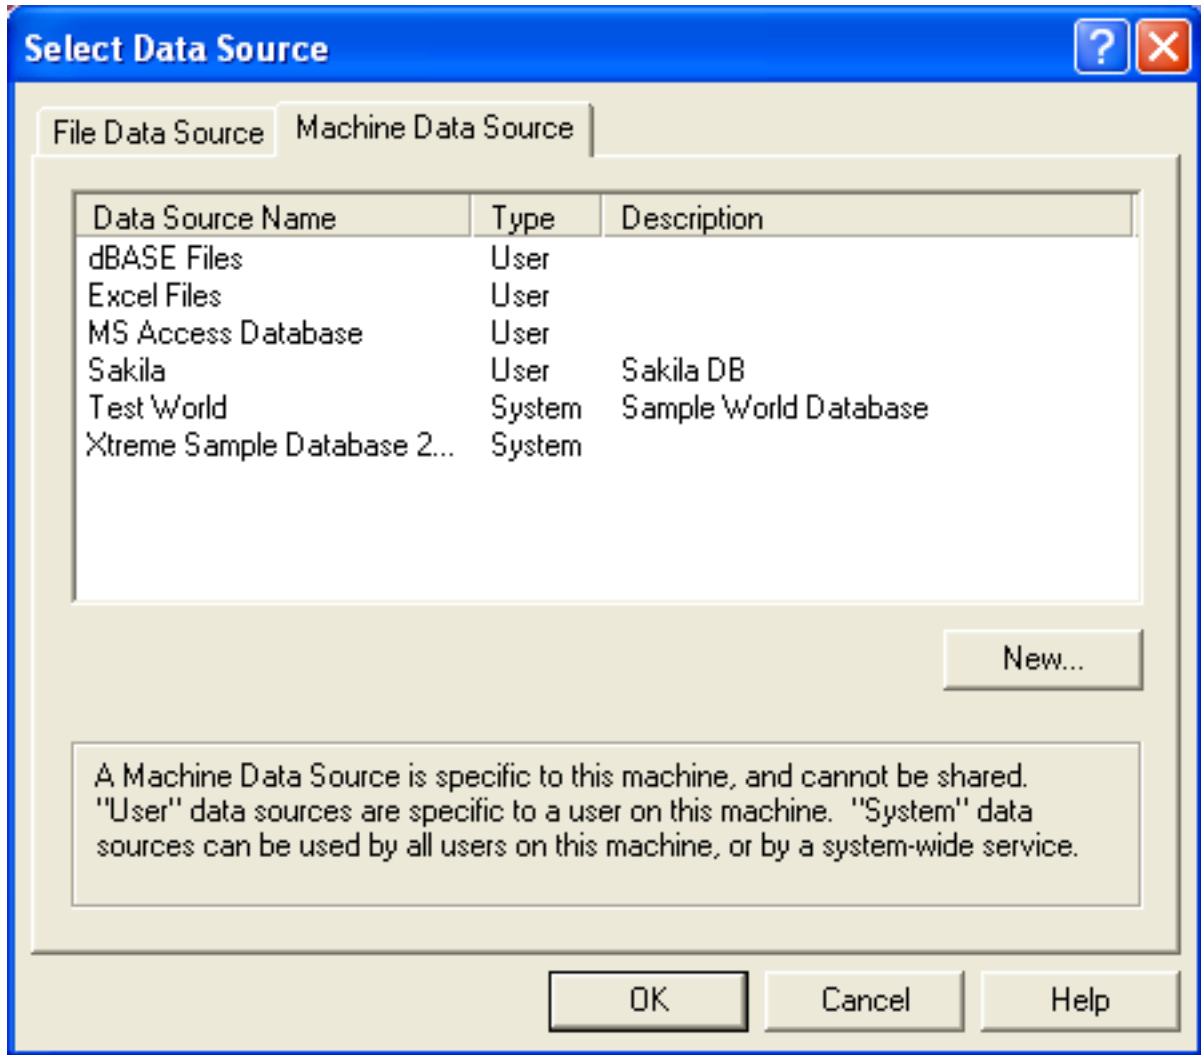 Select Data Source
?
File Data Source Machine Data Source
Data Source Name Type Description
dBASE Files User
Excel Files User
MS Access Database User
Sakila User Sakila DB
Test World System Sample World Database
Xtreme Sample Database 2... System
New...
A Machine Data Source is specific to this machine, and cannot be shared.
"User" data sources are specific to a user on this machine. "System" data
sources can be used by all users on this machine, or by a system-wide service.
OK Cancel Help